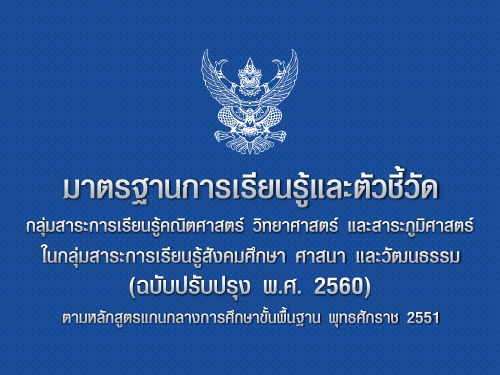 มาตรฐานการเรียนรู้และตัวชี้วัด
กลุ่มสาระการเรียนรู้คณิตศาสตร์ วิทยาศาสตร์ และสาระภูมิศาสตร์
ในกลุ่มสาระการเรียนรู้สังคมศึกษา ศาสนา และวัฒนธรรม
(ฉบับปรับปรุง พ.ศ. 2560)
ตามหลักสูตรแกนกลางการศึกษาขั้นพื้นฐาน พุทธศักราช 2551